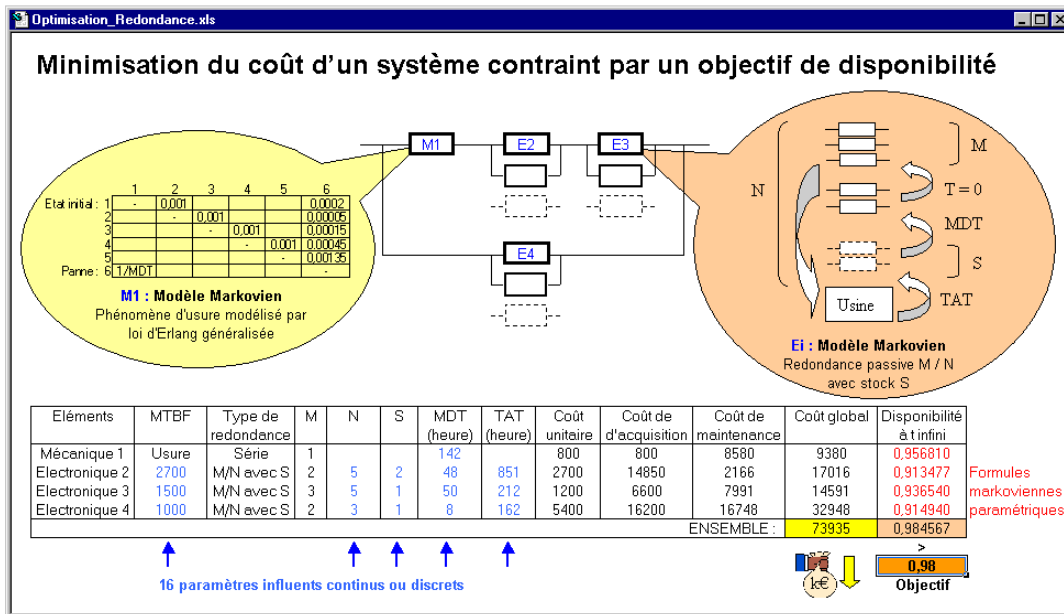 Optimisation_Redondance.xls
Minimisation du coût d'un système contraint par un objectif de disponibilité
M1 E2 E3
E4
1 2 3 4 5 6
Etat initial : 1 - 0,001 0,0002
2 - 0,001 0,00005
3 - 0,001 0,00015
4 - 0,001 0,00045
5 - 0,00135
Panne : 6 1/MDT -
M1 : Modèle Markovien
Phénomène d'usure modélisé par
loi d'Erlang généralisée
N
M
T = 0
MDT
S
Usine
TAT
Ei : Modèle Markovien
Redondance passive M / N
avec stock S
Eléments MTBF Type de redondance M N S MDT (heure) TAT (heure) Coût unitaire Coût de d'acquisition Coût de maintenance Coût global Disponibilité à t infini
Mécanique 1 Usure Série 1 142 800 800 8580 9380 0,956810
Electronique 2 2700 M/N avec S 2 5 2 48 851 2700 14850 2166 17016 0,913477 Formules
Electronique 3 1500 M/N avec S 3 5 1 50 212 1200 6600 7991 14591 0,936540 markoviennes
Electronique 4 1000 M/N avec S 2 3 1 8 162 5400 16200 16748 32948 0,914940 paramétriques
ENSEMBLE : 73935 0,984567
>
0,98
Objectif
k€
16 paramètres influents continus ou discrets